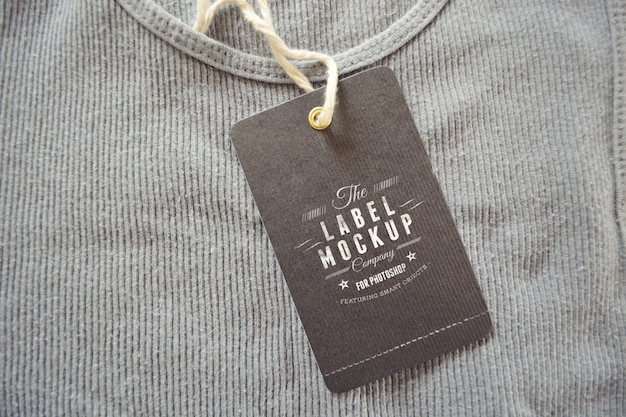 The
LABEL
MOCKUP
Company
FOR PHOTOSHOP
FEATURING SMART OBJECTS